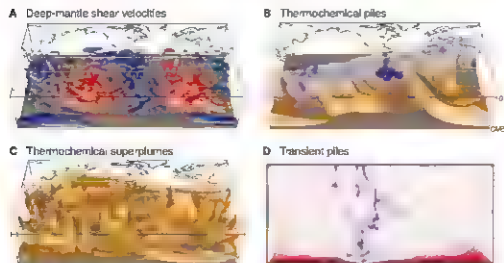 A Deep-mantle shear velocities
B Thermochemical piles
C Thermochemical superplumes
D Transient piles